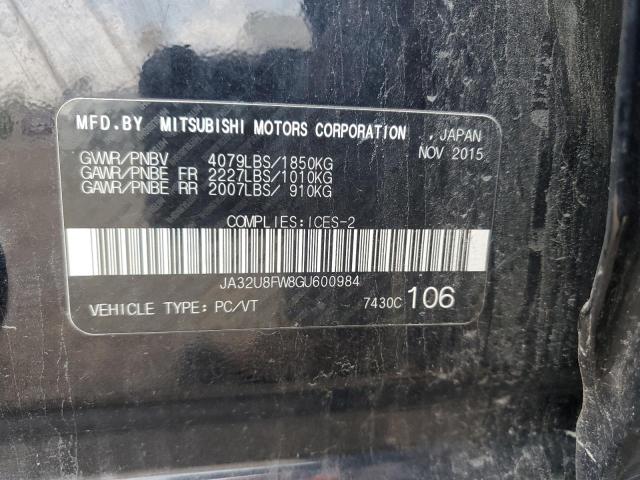 MFD.BY MITSUBISHI MOTORS CORPORATION , JAPAN
NOV 2015
GVWR/PNBV 4079LBS/1850KG
GAWR/PNBE FR 2227LBS/1010KG
GAWR/PNBE RR 2007LBS/ 910KG
COMPLIES:ICES-2
JA32U8FW8GU600984
VEHICLE TYPE: PC/VT 7430C 106